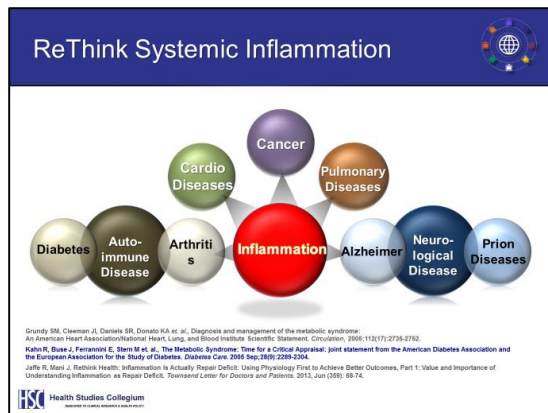 ReThink Systemic Inflammation
Cancer
Cardio
Diseases
Pulmonary
Diseases
Diabetes
Auto-
immune
Disease
Arthriti
s
Inflammation
Alzheimer
Neuro-
logical
Disease
Prion
Diseases
Grundy SM, Cleeman JI, Daniels SR, Donato KA et. al., Diagnosis and management of the metabolic syndrome:
An American Heart Association/National Heart, Lung, and Blood Institute Scientific Statement. Circulation, 2005;112(17):2735-2752.
Kahn R, Buse J, Ferrannini E, Stern M et. al., The Metabolic Syndrome: Time for a Critical Appraisal: joint statement from the American Diabetes Association and
the European Association for the Study of Diabetes. Diabetes Care. 2005 Sep;28(9):2289-2304.
Jaffe R, Mani J. Rethink Health: Inflammation Is Actually Repair Deficit: Using Physiology First to Achieve Better Outcomes, Part 1: Value and Importance of
Understanding Inflammation as Repair Deficit. Townsend Letter for Doctors and Patients. 2013, Jun (359): 68-74.
HSC Health Studies Collegium
DEDICATED TO CLINICAL RESEARCH & HEALTH POLICY